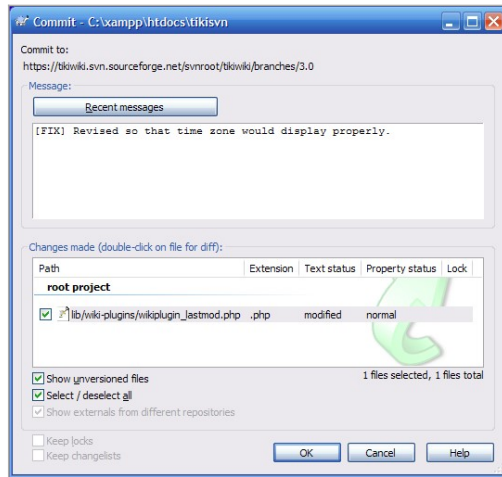 Commit - C:\xampp\htdocs\tikisvn
Commit to:
https://tikiwiki.svn.sourceforge.net/svnroot/tikiwiki/branches/3.0
Message:
Recent messages
[FIX] Revised so that time zone would display properly.
Changes made (double-click on file for diff):
Path Extension Text status Property status Lock
root project
lib/wiki-plugins/wikiplugin_lastmod.php .php modified normal
Show unversioned files 1 files selected, 1 files total
Select / deselect all
Show externals from different repositories
Keep locks
Keep changelists
OK Cancel Help